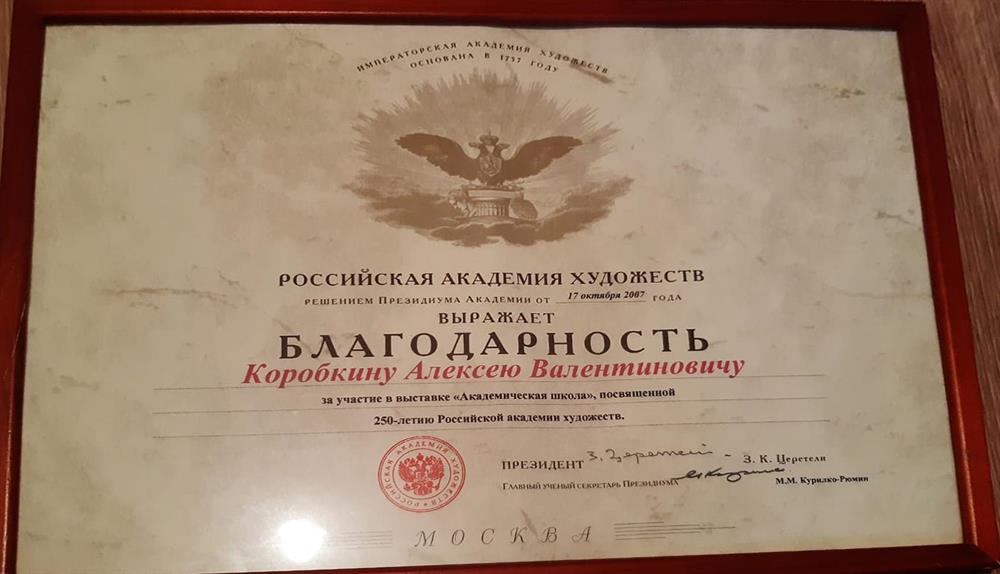 ИМПЕРАТОРСКАЯ АКАДЕМИЯ ХУДОЖЕСТВ
ОСНОВАНА В 1757 ГОДУ
РОССИЙСКАЯ АКАДЕМИЯ ХУДОЖЕСТВ
РЕШЕНИЕМ ПРЕЗИДИУМА АКАДЕМИИ ОТ 17 октября 2007 ГОДА
ВЫРАЖАЕТ
БЛАГОДАРНОСТЬ
Коробкину Алексею Валентиновичу
за участие в выставке «Академическая школа», посвященной
250-летию Российской академии художеств.
РОССИЙСКАЯ АКАДЕМИЯ ХУДОЖЕСТВ
ПРЕЗИДЕНТ З. Церетели - З. К. Церетели
ГЛАВНЫЙ УЧЕНЫЙ СЕКРЕТАРЬ ПРЕЗИДИУМА М.М. Курилко-Рюмин
МОСКВА